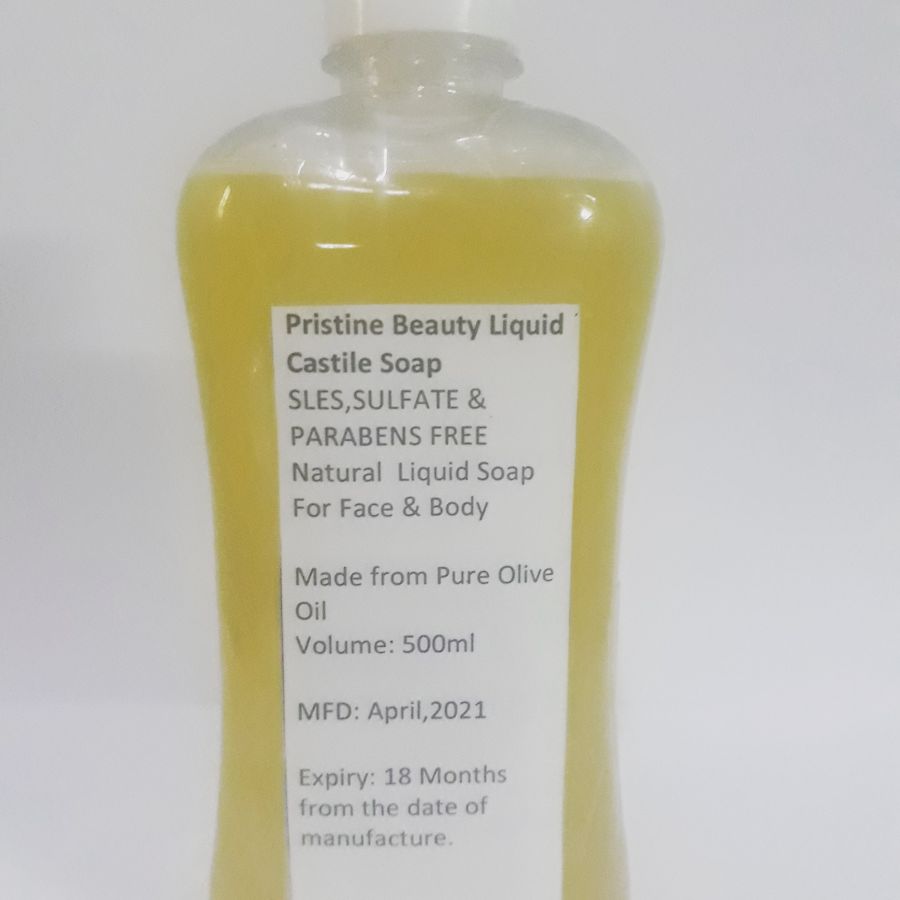 Pristine Beauty Liquid
Castile Soap
SLES,SULFATE &
PARABENS FREE
Natural  Liquid Soap
For Face & Body
Made from Pure Olive
Oil
Volume: 500ml
MFD: April,2021
Expiry: 18 Months
from the date of
manufacture.